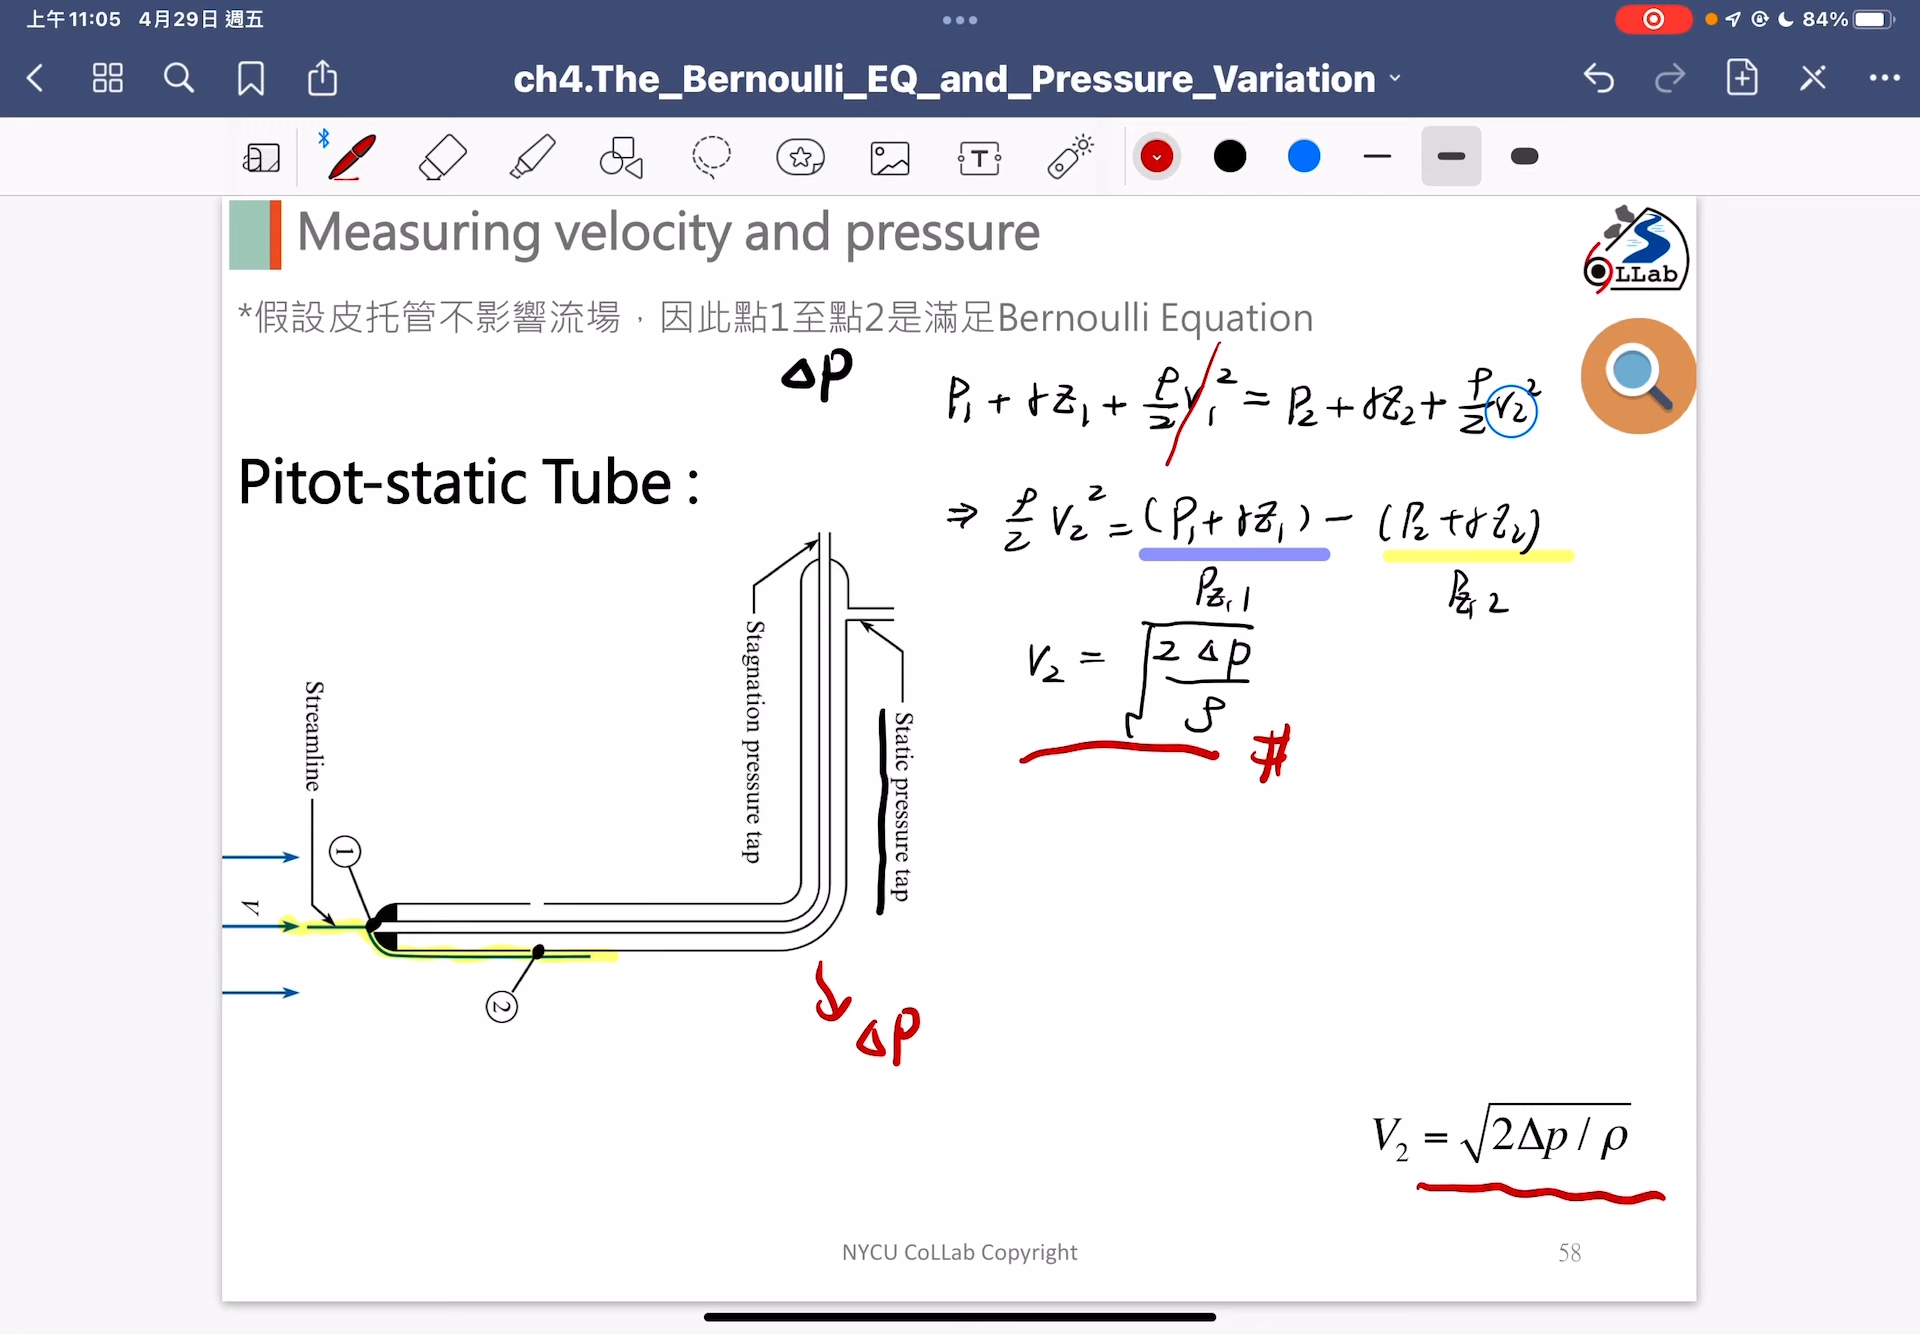 上午11:05 4月29日 週五
84%
ch4.The_Bernoulli_EQ_and_Pressure_Variation
Measuring velocity and pressure
LLab
*假設皮托管不影響流場，因此點1至點2是滿足Bernoulli Equation
ΔP
P₁ + γz₁ + ρ/2 V₁² = P₂ + γz₂ + ρ/2 V₂²
Pitot-static Tube :
⇒ ρ/2 V₂² = (P₁ + γz₁) - (P₂ + γz₂)
Pz,1 Pz,2
V₂ = √(2ΔP/ρ) #
Stagnation pressure tap
Static pressure tap
Streamline
1
V
2
ΔP
V₂ = √2Δp / ρ
NYCU CoLLab Copyright
58